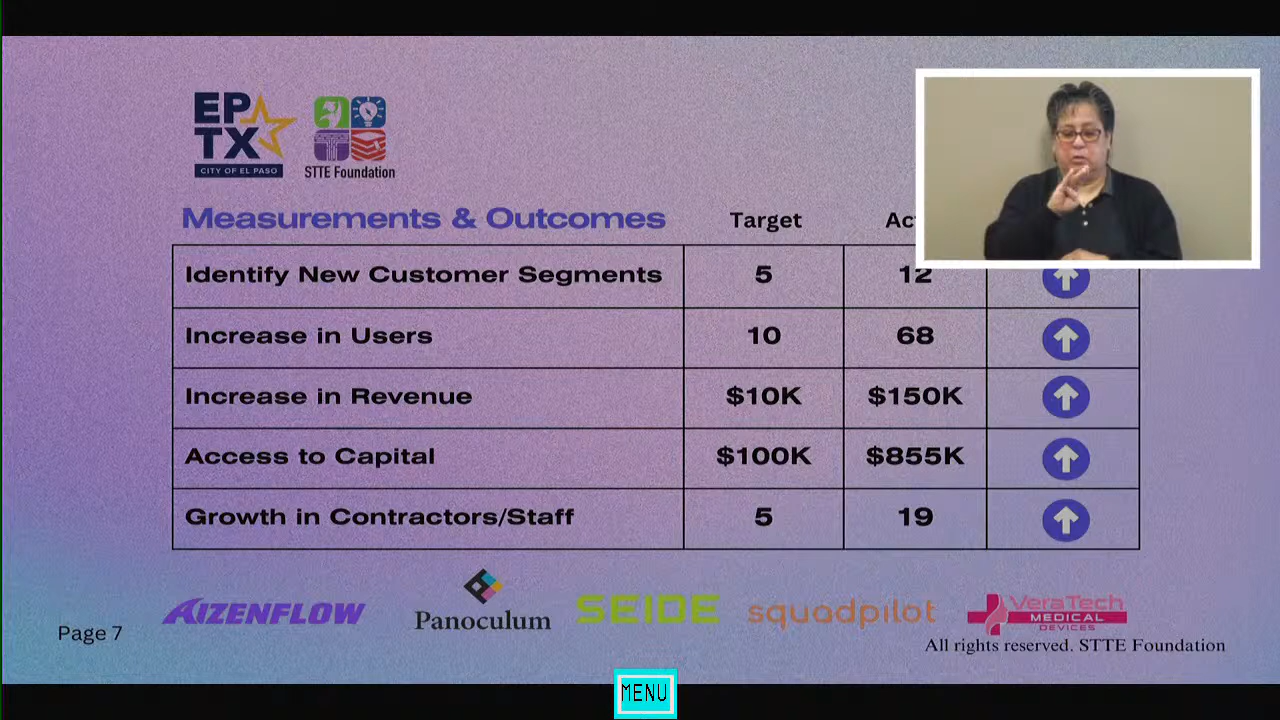 EP
TX
CITY OF EL PASO
STTE Foundation
Measurements & Outcomes Target
Identify New Customer Segments 5 12
Increase in Users 10 68
Increase in Revenue $10K $150K
Access to Capital $100K $855K
Growth in Contractors/Staff 5 19
AIZENFLOW Panoculum SEIDE squadpilot VeraTech
MEDICAL
DEVICES
Page 7
All rights reserved. STTE Foundation
MENU